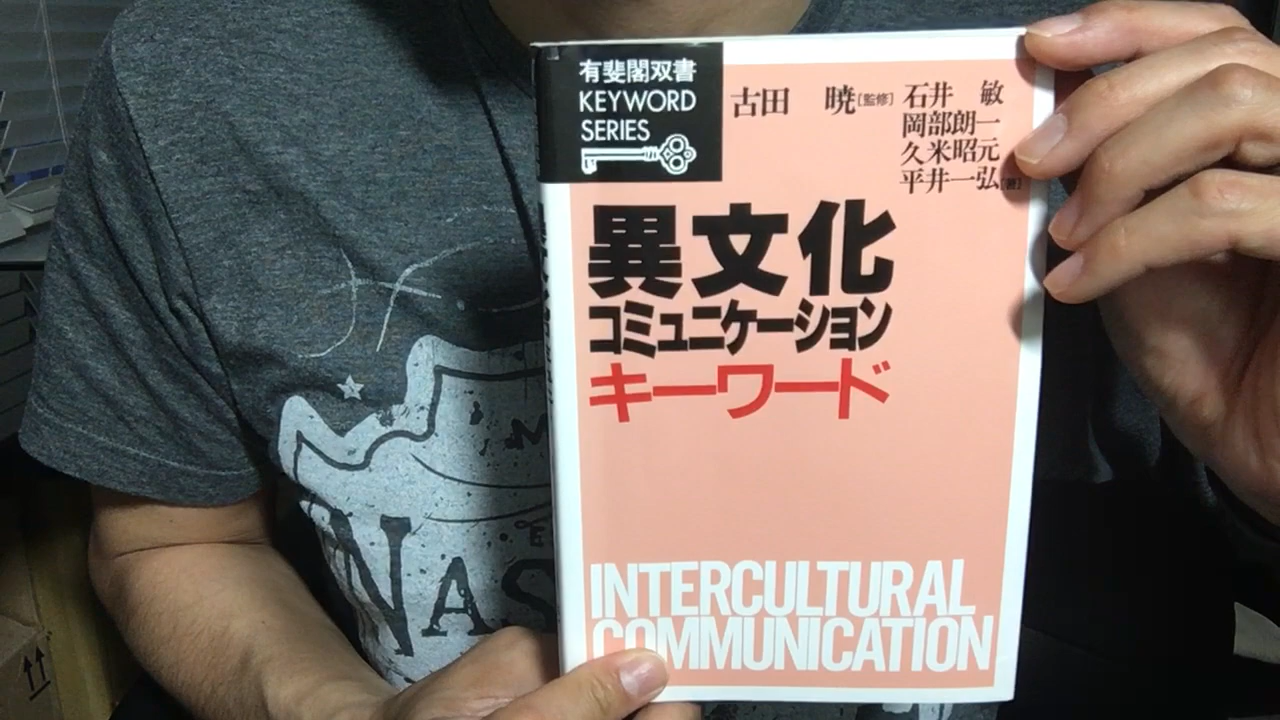 有斐閣双書
KEYWORD
SERIES
古田 暁[監修]
石井 敏
岡部朗一
久米昭元
平井一弘[著]
異文化
コミュニケーション
キーワード
INTERCULTURAL
COMMUNICATION
NAS